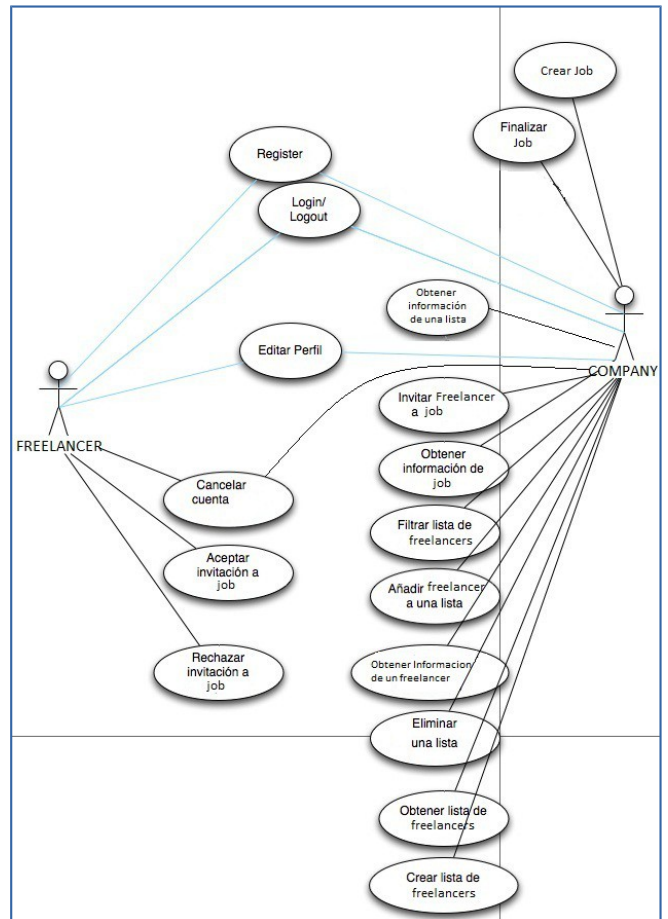 Crear Job
Finalizar
Job
Register
Login/
Logout
Obtener
información
de una lista
Editar Perfil
COMPANY
Invitar Freelancer
a job
FREELANCER
Obtener
información de
job
Cancelar
cuenta
Filtrar lista de
freelancers
Aceptar
invitación a
job
Añadir freelancer
a una lista
Rechazar
invitación a
job
Obtener Informacion
de un freelancer
Eliminar
una lista
Obtener lista de
freelancers
Crear lista de
freelancers